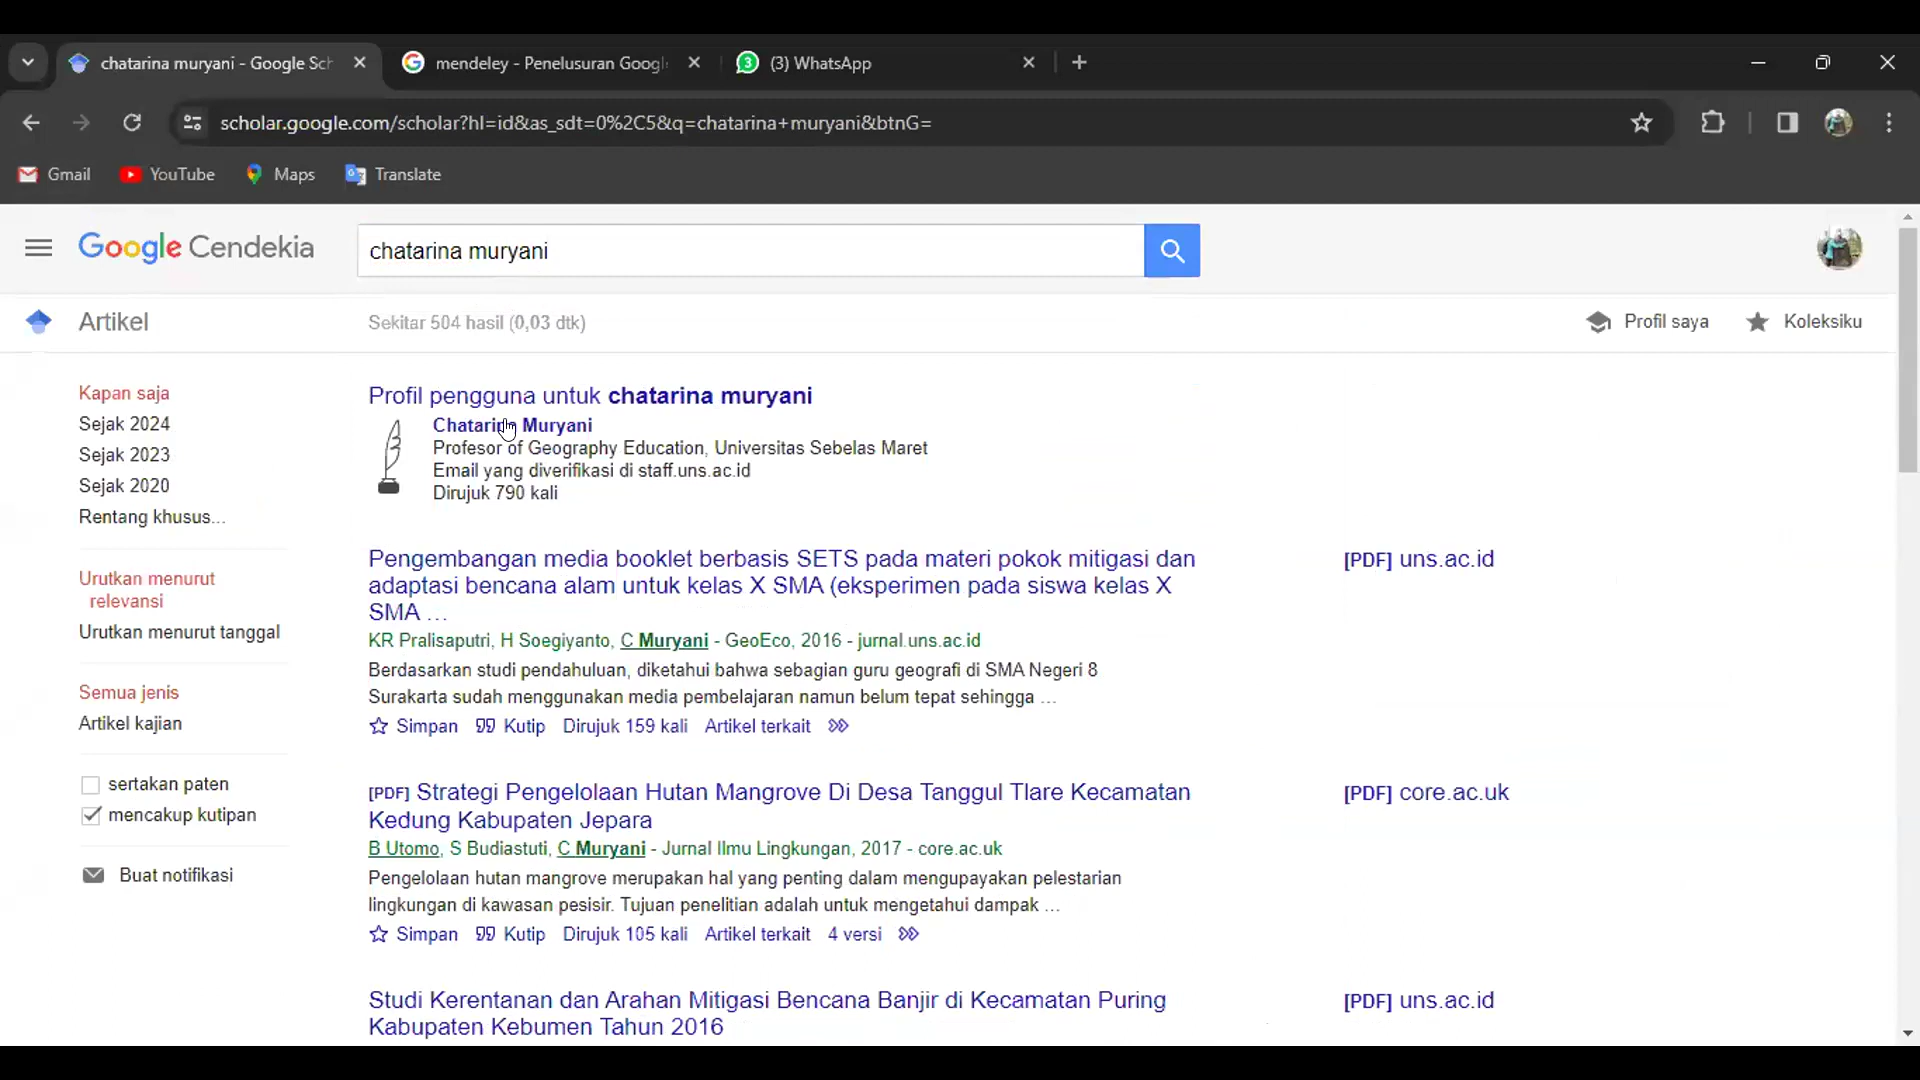 chatarina muryani - Google Sch
mendeley - Penelusuran Googl
3
(3) WhatsApp
scholar.google.com/scholar?hl=id&as_sdt=0%2C5&q=chatarina+muryani&btnG=
Gmail
YouTube
Maps
Translate
Google Cendekia
chatarina muryani
Artikel
Sekitar 504 hasil (0,03 dtk)
Profil saya
Koleksiku
Kapan saja
Sejak 2024
Sejak 2023
Sejak 2020
Rentang khusus...
Urutkan menurut
relevansi
Urutkan menurut tanggal
Semua jenis
Artikel kajian
sertakan paten
mencakup kutipan
Buat notifikasi
Profil pengguna untuk chatarina muryani
Chatarina Muryani
Profesor of Geography Education, Universitas Sebelas Maret
Email yang diverifikasi di staff.uns.ac.id
Dirujuk 790 kali
Pengembangan media booklet berbasis SETS pada materi pokok mitigasi dan
adaptasi bencana alam untuk kelas X SMA (eksperimen pada siswa kelas X
SMA …
[PDF] uns.ac.id
KR Pralisaputri, H Soegiyanto, C Muryani - GeoEco, 2016 - jurnal.uns.ac.id
Berdasarkan studi pendahuluan, diketahui bahwa sebagian guru geografi di SMA Negeri 8
Surakarta sudah menggunakan media pembelajaran namun belum tepat sehingga …
Simpan Kutip Dirujuk 159 kali Artikel terkait
[PDF] Strategi Pengelolaan Hutan Mangrove Di Desa Tanggul Tlare Kecamatan
Kedung Kabupaten Jepara
[PDF] core.ac.uk
B Utomo, S Budiastuti, C Muryani - Jurnal Ilmu Lingkungan, 2017 - core.ac.uk
Pengelolaan hutan mangrove merupakan hal yang penting dalam mengupayakan pelestarian
lingkungan di kawasan pesisir. Tujuan penelitian adalah untuk mengetahui dampak …
Simpan Kutip Dirujuk 105 kali Artikel terkait 4 versi
Studi Kerentanan dan Arahan Mitigasi Bencana Banjir di Kecamatan Puring
Kabupaten Kebumen Tahun 2016
[PDF] uns.ac.id